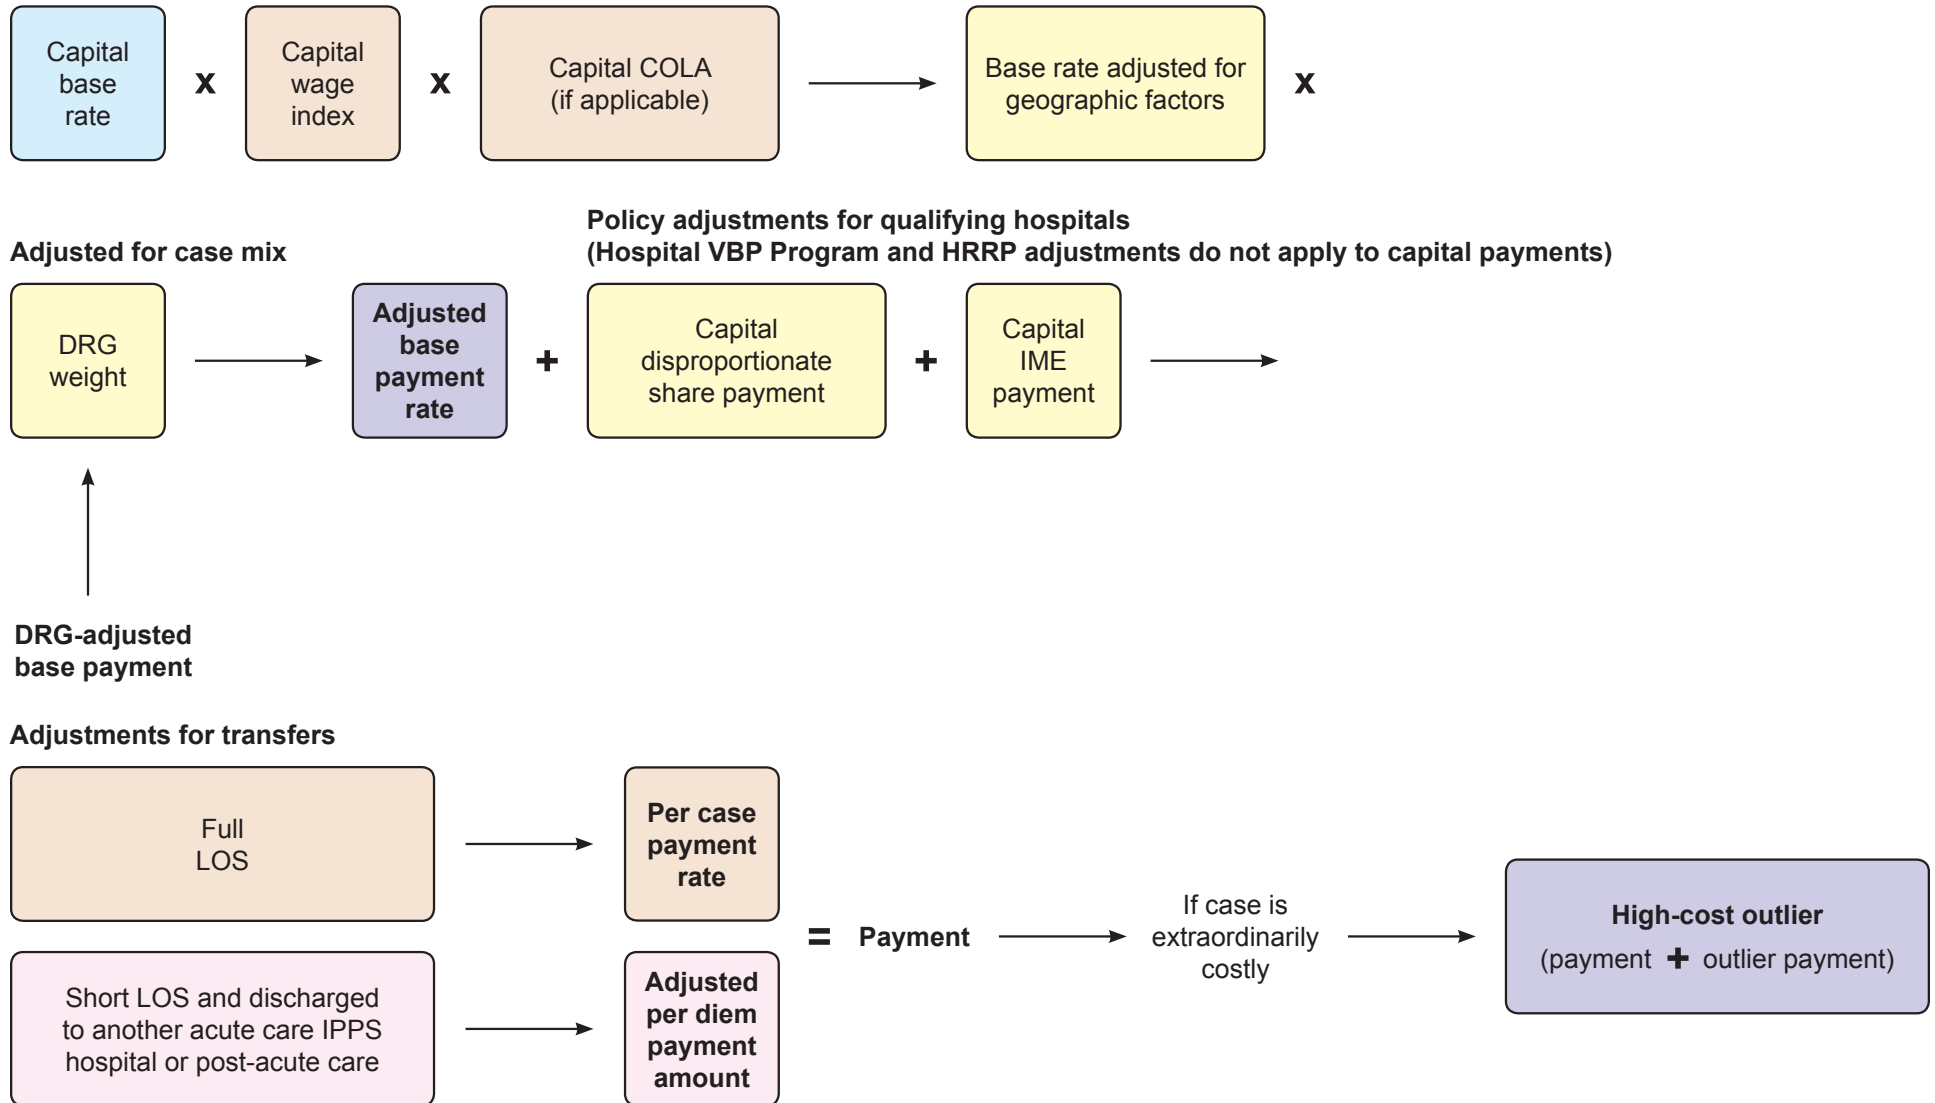 Capital
base
rate
x
Capital
wage
index
x
Capital COLA
(if applicable)
Base rate adjusted for
geographic factors
x
Policy adjustments for qualifying hospitals
(Hospital VBP Program and HRRP adjustments do not apply to capital payments)
Adjusted for case mix
DRG
weight
Adjusted
base
payment
rate
+
Capital
disproportionate
share payment
+
Capital
IME
payment
DRG-adjusted
base payment
Adjustments for transfers
Full
LOS
Per case
payment
rate
Short LOS and discharged
to another acute care IPPS
hospital or post-acute care
Adjusted
per diem
payment
amount
= Payment
If case is
extraordinarily
costly
High-cost outlier
(payment + outlier payment)